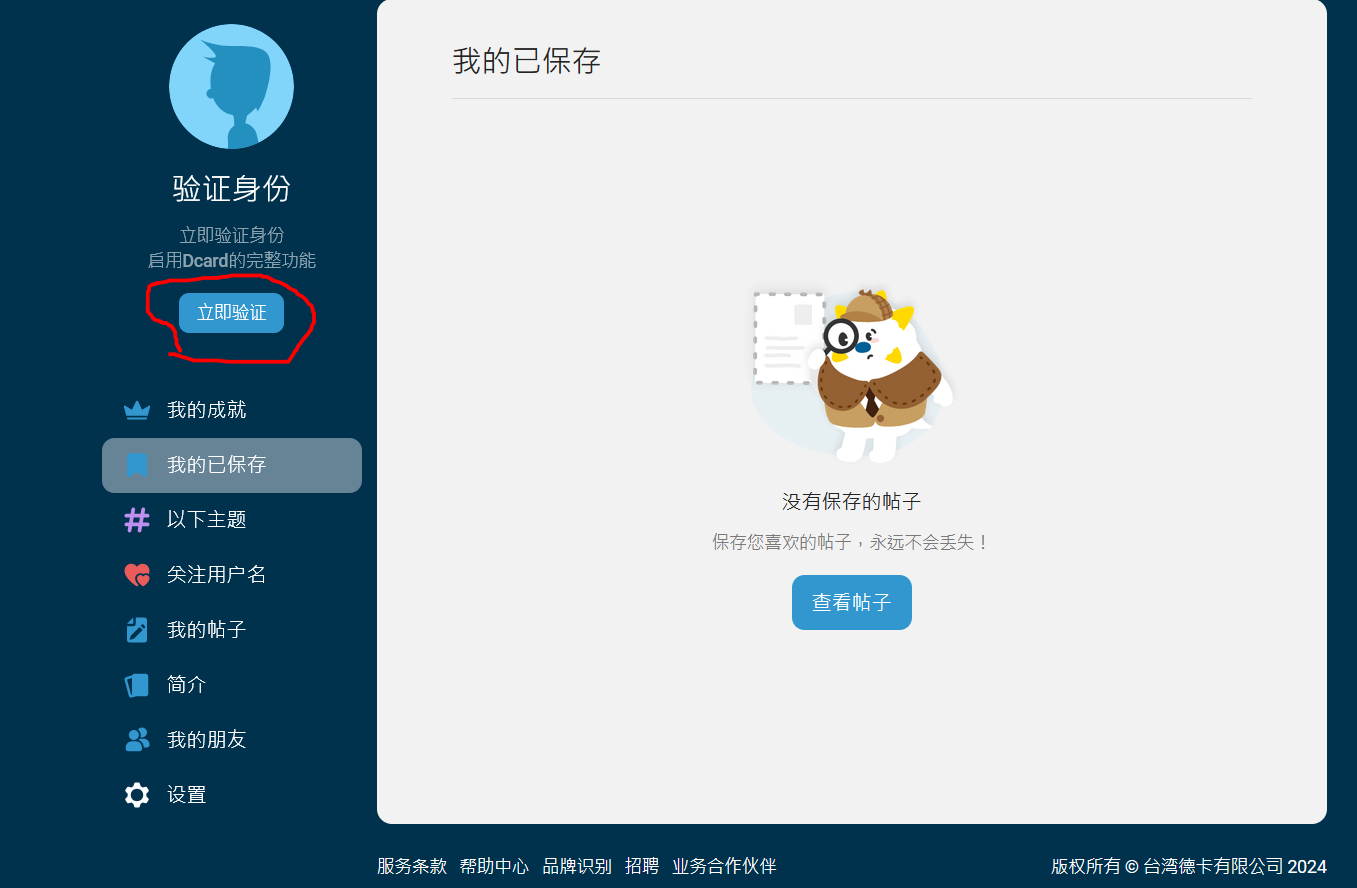 验证身份
立即验证身份
启用Dcard的完整功能
立即验证
我的成就
我的已保存
以下主题
关注用户名
我的帖子
简介
我的朋友
设置
我的已保存
没有保存的帖子
保存您喜欢的帖子，永远不会丢失！
查看帖子
服务条款 帮助中心 品牌识别 招聘 业务合作伙伴
版权所有 © 台湾德卡有限公司 2024